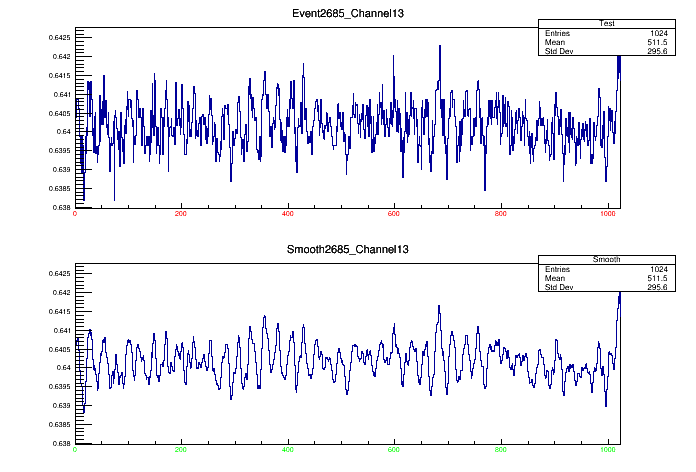 Event2685_Channel13
Test
Entries 1024
Mean 511.5
Std Dev 295.6
0.6425
0.642
0.6415
0.641
0.6405
0.64
0.6395
0.639
0.6385
0.638
0 200 400 600 800 1000
Smooth2685_Channel13
Smooth
Entries 1024
Mean 511.5
Std Dev 295.6
0.6425
0.642
0.6415
0.641
0.6405
0.64
0.6395
0.639
0.6385
0.638
0 200 400 600 800 1000